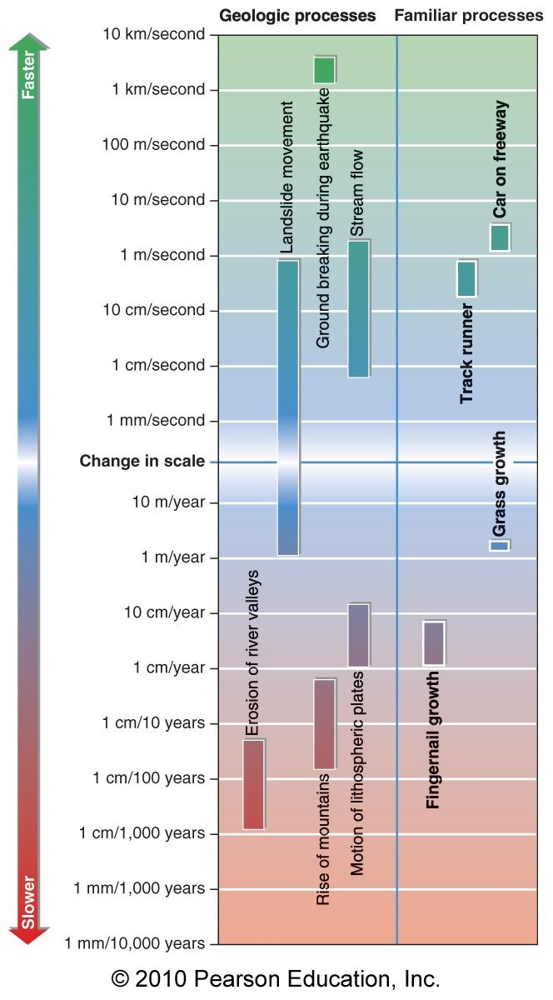 Geologic processes
Familiar processes
Faster
Slower
10 km/second
1 km/second
100 m/second
10 m/second
1 m/second
10 cm/second
1 cm/second
1 mm/second
Change in scale
10 m/year
1 m/year
10 cm/year
1 cm/year
1 cm/10 years
1 cm/100 years
1 cm/1,000 years
1 mm/1,000 years
1 mm/10,000 years
Erosion of river valleys
Landslide movement
Ground breaking during earthquake
Rise of mountains
Stream flow
Motion of lithospheric plates
Fingernail growth
Track runner
Car on freeway
Grass growth
© 2010 Pearson Education, Inc.